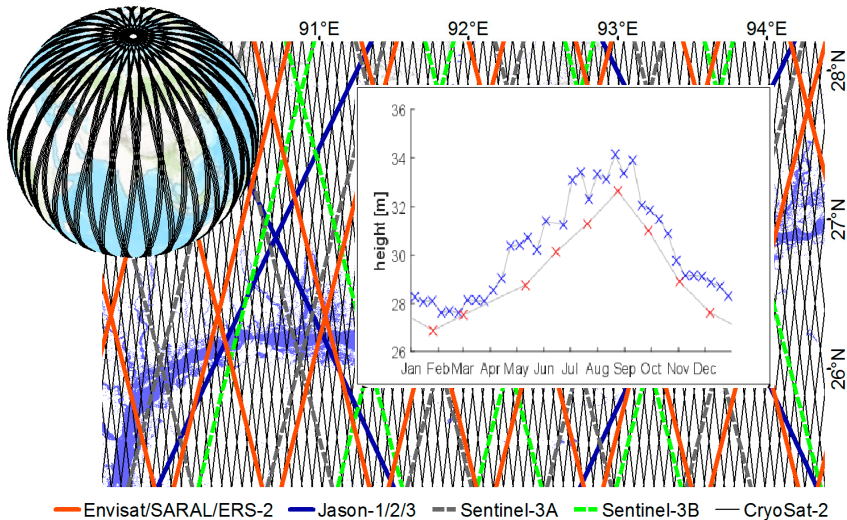 91°E 92°E 93°E 94°E
28°N
27°N
26°N
36
34
32
30
28
26
height [m]
Jan Feb Mar Apr May Jun Jul Aug Sep Oct Nov Dec
Envisat/SARAL/ERS-2 Jason-1/2/3 Sentinel-3A Sentinel-3B CryoSat-2